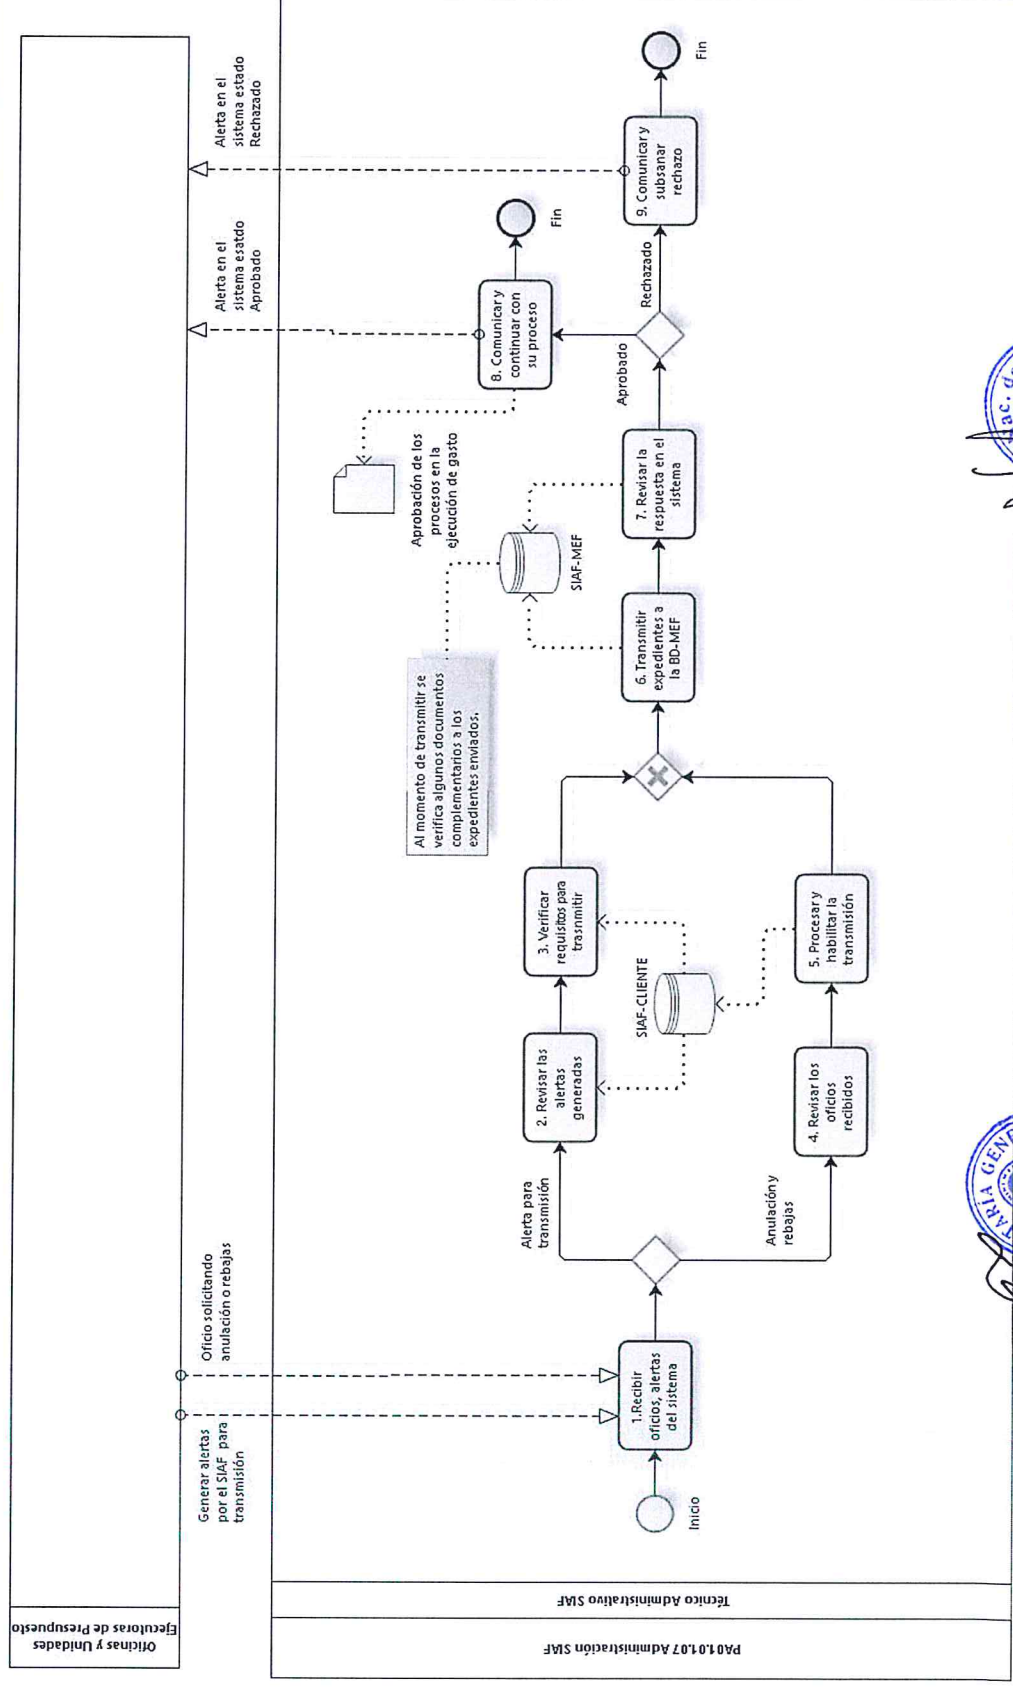 Oficinas y Unidades
Ejecutoras de Presupuesto
PA01.01.07 Administración SIAF
Técnico Administrativo SIAF
Generar alertas
por el SIAF para
transmisión
Oficio solicitando
anulación o rebajas
Alerta en el
sistema esatdo
Aprobado
Alerta en el
sistema estado
Rechazado
Inicio
1.Recibir
oficios, alertas
del sistema
Alerta para
transmisión
Anulación y
rebajas
2. Revisar las
alertas
generadas
3. Verificar
requisitos para
trasnmitir
SIAF-CLIENTE
4. Revisar los
oficios
recibidos
5. Procesar y
habilitar la
transmisión
Al momento de transmitir se
verifica algunos documentos
complementarios a los
expedientes enviados.
6. Transmitir
expedientes a
la BD-MEF
SIAF-MEF
7. Revisar la
respuesta en el
sistema
Aprobación de los
procesos en la
ejecución de gasto
Aprobado
8. Comunicar y
continuar con
su proceso
Fin
Rechazado
9. Comunicar y
subsanar
rechazo
Fin